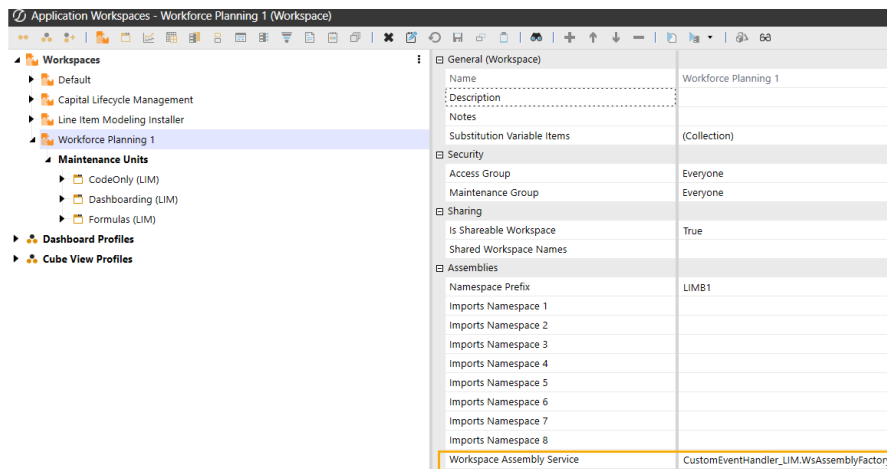 Application Workspaces - Workforce Planning 1 (Workspace)
Workspaces
Default
Capital Lifecycle Management
Line Item Modeling Installer
Workforce Planning 1
Maintenance Units
CodeOnly (LIM)
Dashboarding (LIM)
Formulas (LIM)
Dashboard Profiles
Cube View Profiles
General (Workspace)
Name Workforce Planning 1
Description
Notes
Substitution Variable Items (Collection)
Security
Access Group Everyone
Maintenance Group Everyone
Sharing
Is Shareable Workspace True
Shared Workspace Names
Assemblies
Namespace Prefix LIMB1
Imports Namespace 1
Imports Namespace 2
Imports Namespace 3
Imports Namespace 4
Imports Namespace 5
Imports Namespace 6
Imports Namespace 7
Imports Namespace 8
Workspace Assembly Service CustomEventHandler_LIM.WsAssemblyFactory